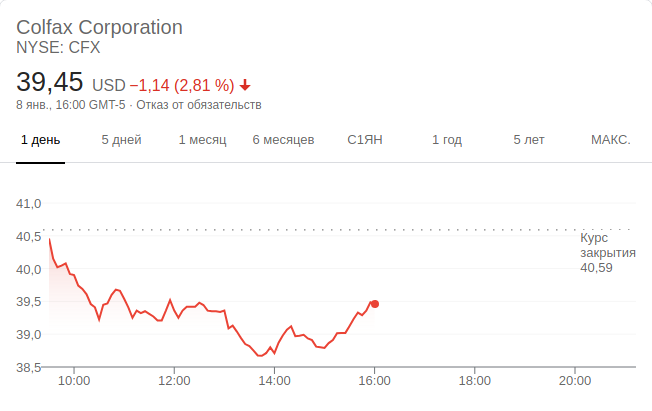 Colfax Corporation
NYSE: CFX
39,45 USD −1,14 (2,81 %)
8 янв., 16:00 GMT-5 · Отказ от обязательств
1 день 5 дней 1 месяц 6 месяцев С1ЯН 1 год 5 лет МАКС.
41,0
40,5
Курс
закрытия
40,59
40,0
39,5
39,0
38,5
10:00 12:00 14:00 16:00 18:00 20:00